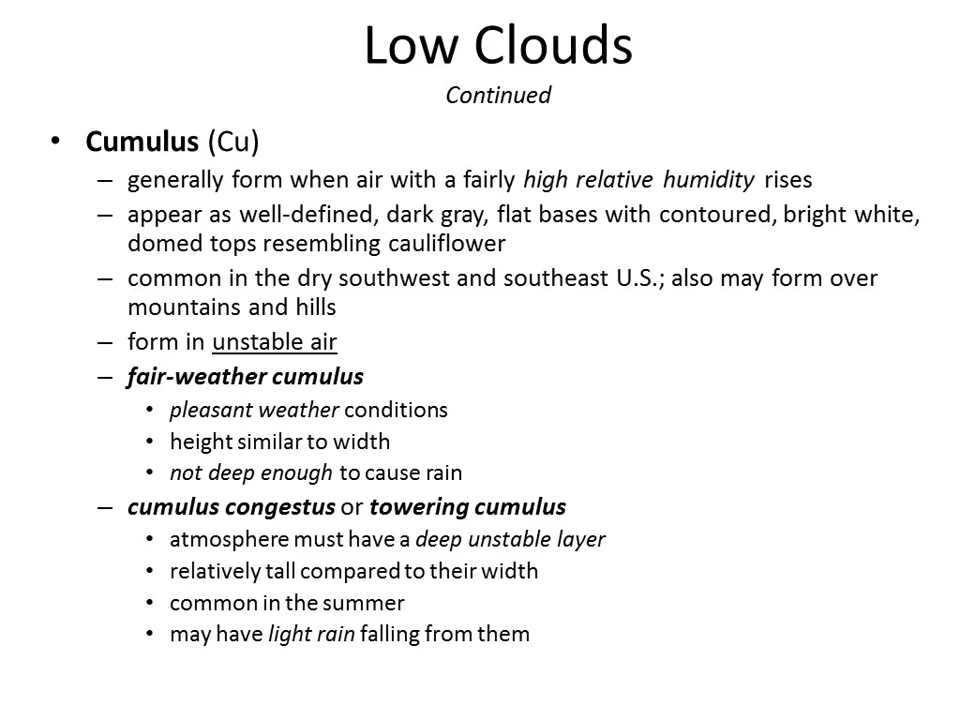 Low Clouds
Continued
• Cumulus (Cu)
– generally form when air with a fairly high relative humidity rises
– appear as well-defined, dark gray, flat bases with contoured, bright white,
domed tops resembling cauliflower
– common in the dry southwest and southeast U.S.; also may form over
mountains and hills
– form in unstable air
– fair-weather cumulus
• pleasant weather conditions
• height similar to width
• not deep enough to cause rain
– cumulus congestus or towering cumulus
• atmosphere must have a deep unstable layer
• relatively tall compared to their width
• common in the summer
• may have light rain falling from them